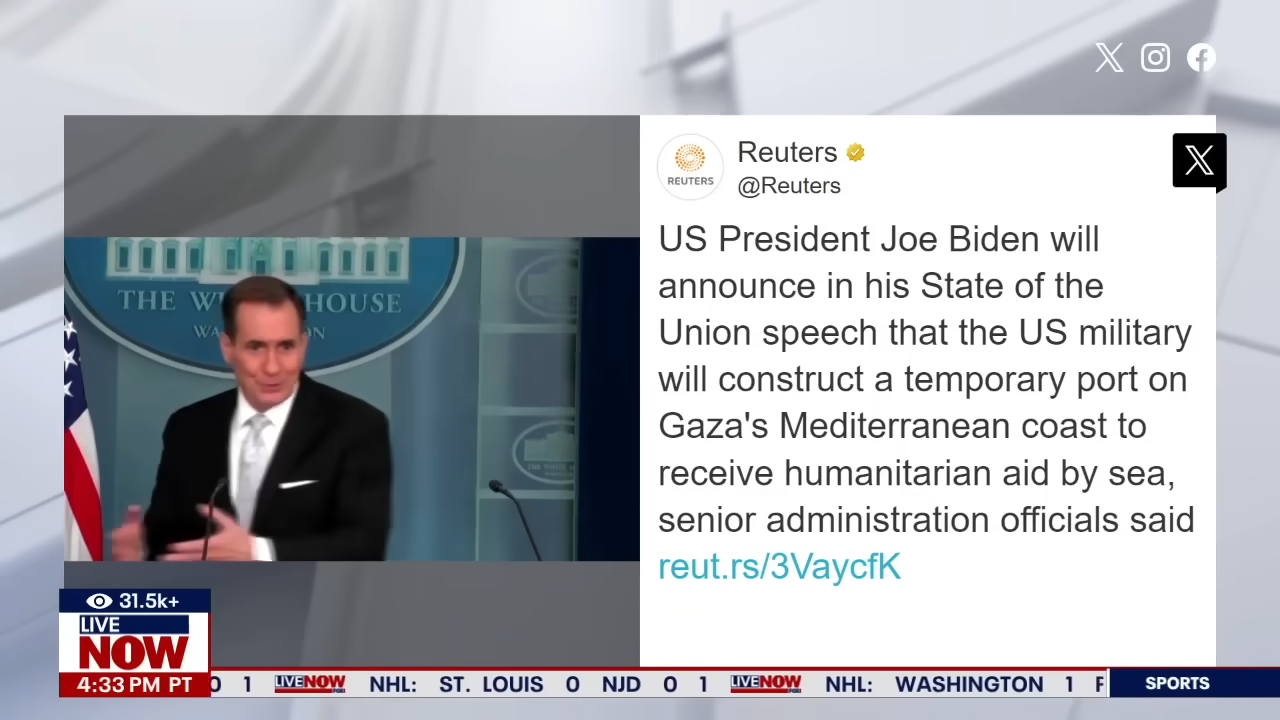 Reuters
@Reuters
REUTERS
US President Joe Biden will
announce in his State of the
Union speech that the US military
will construct a temporary port on
Gaza's Mediterranean coast to
receive humanitarian aid by sea,
senior administration officials said
reut.rs/3VaycfK
THE HOUSE
31.5k+
LIVE
NOW
4:33 PM PT
0 1 LIVENOW NHL: ST. LOUIS 0 NJD 0 1 LIVENOW NHL: WASHINGTON 1
SPORTS